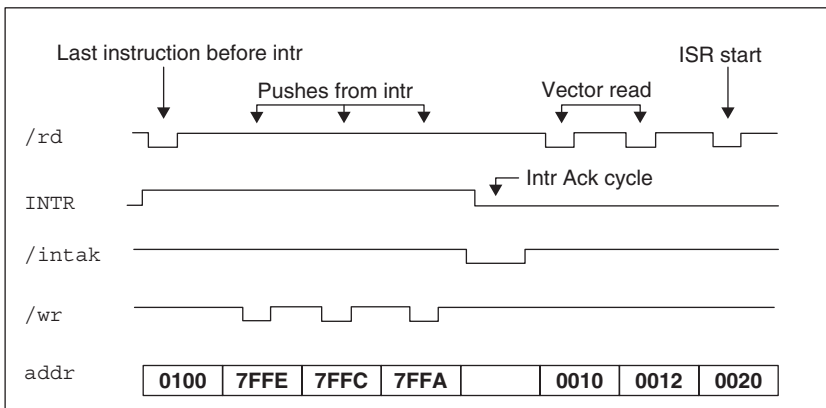 Last instruction before intr
ISR start
Pushes from intr
Vector read
/rd
Intr Ack cycle
INTR
/intak
/wr
addr
0100 7FFE 7FFC 7FFA 0010 0012 0020